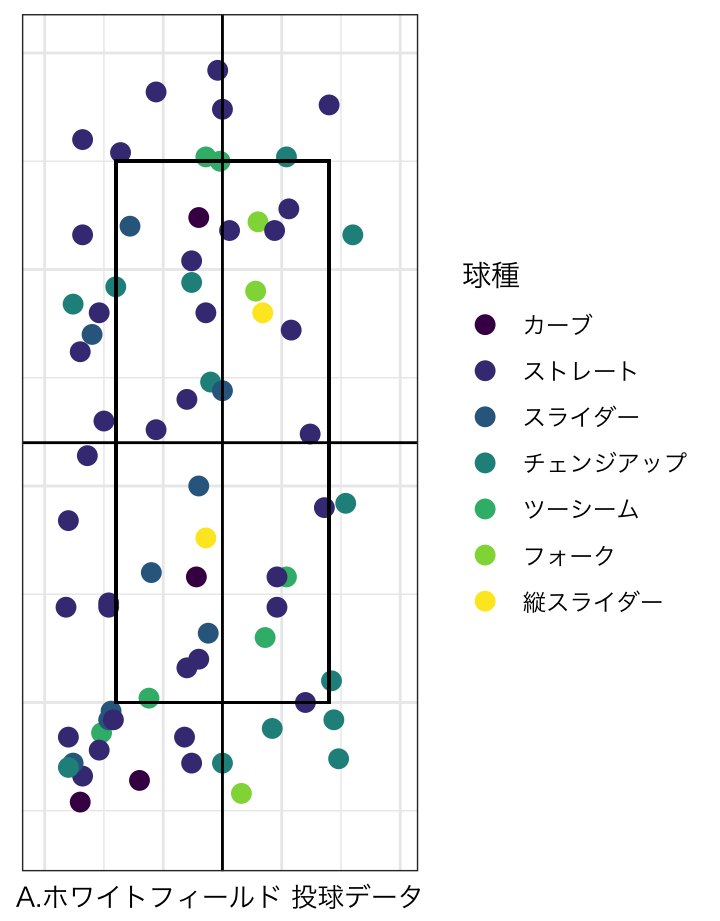 球種
カーブ
ストレート
スライダー
チェンジアップ
ツーシーム
フォーク
縦スライダー
A.ホワイトフィールド 投球データ